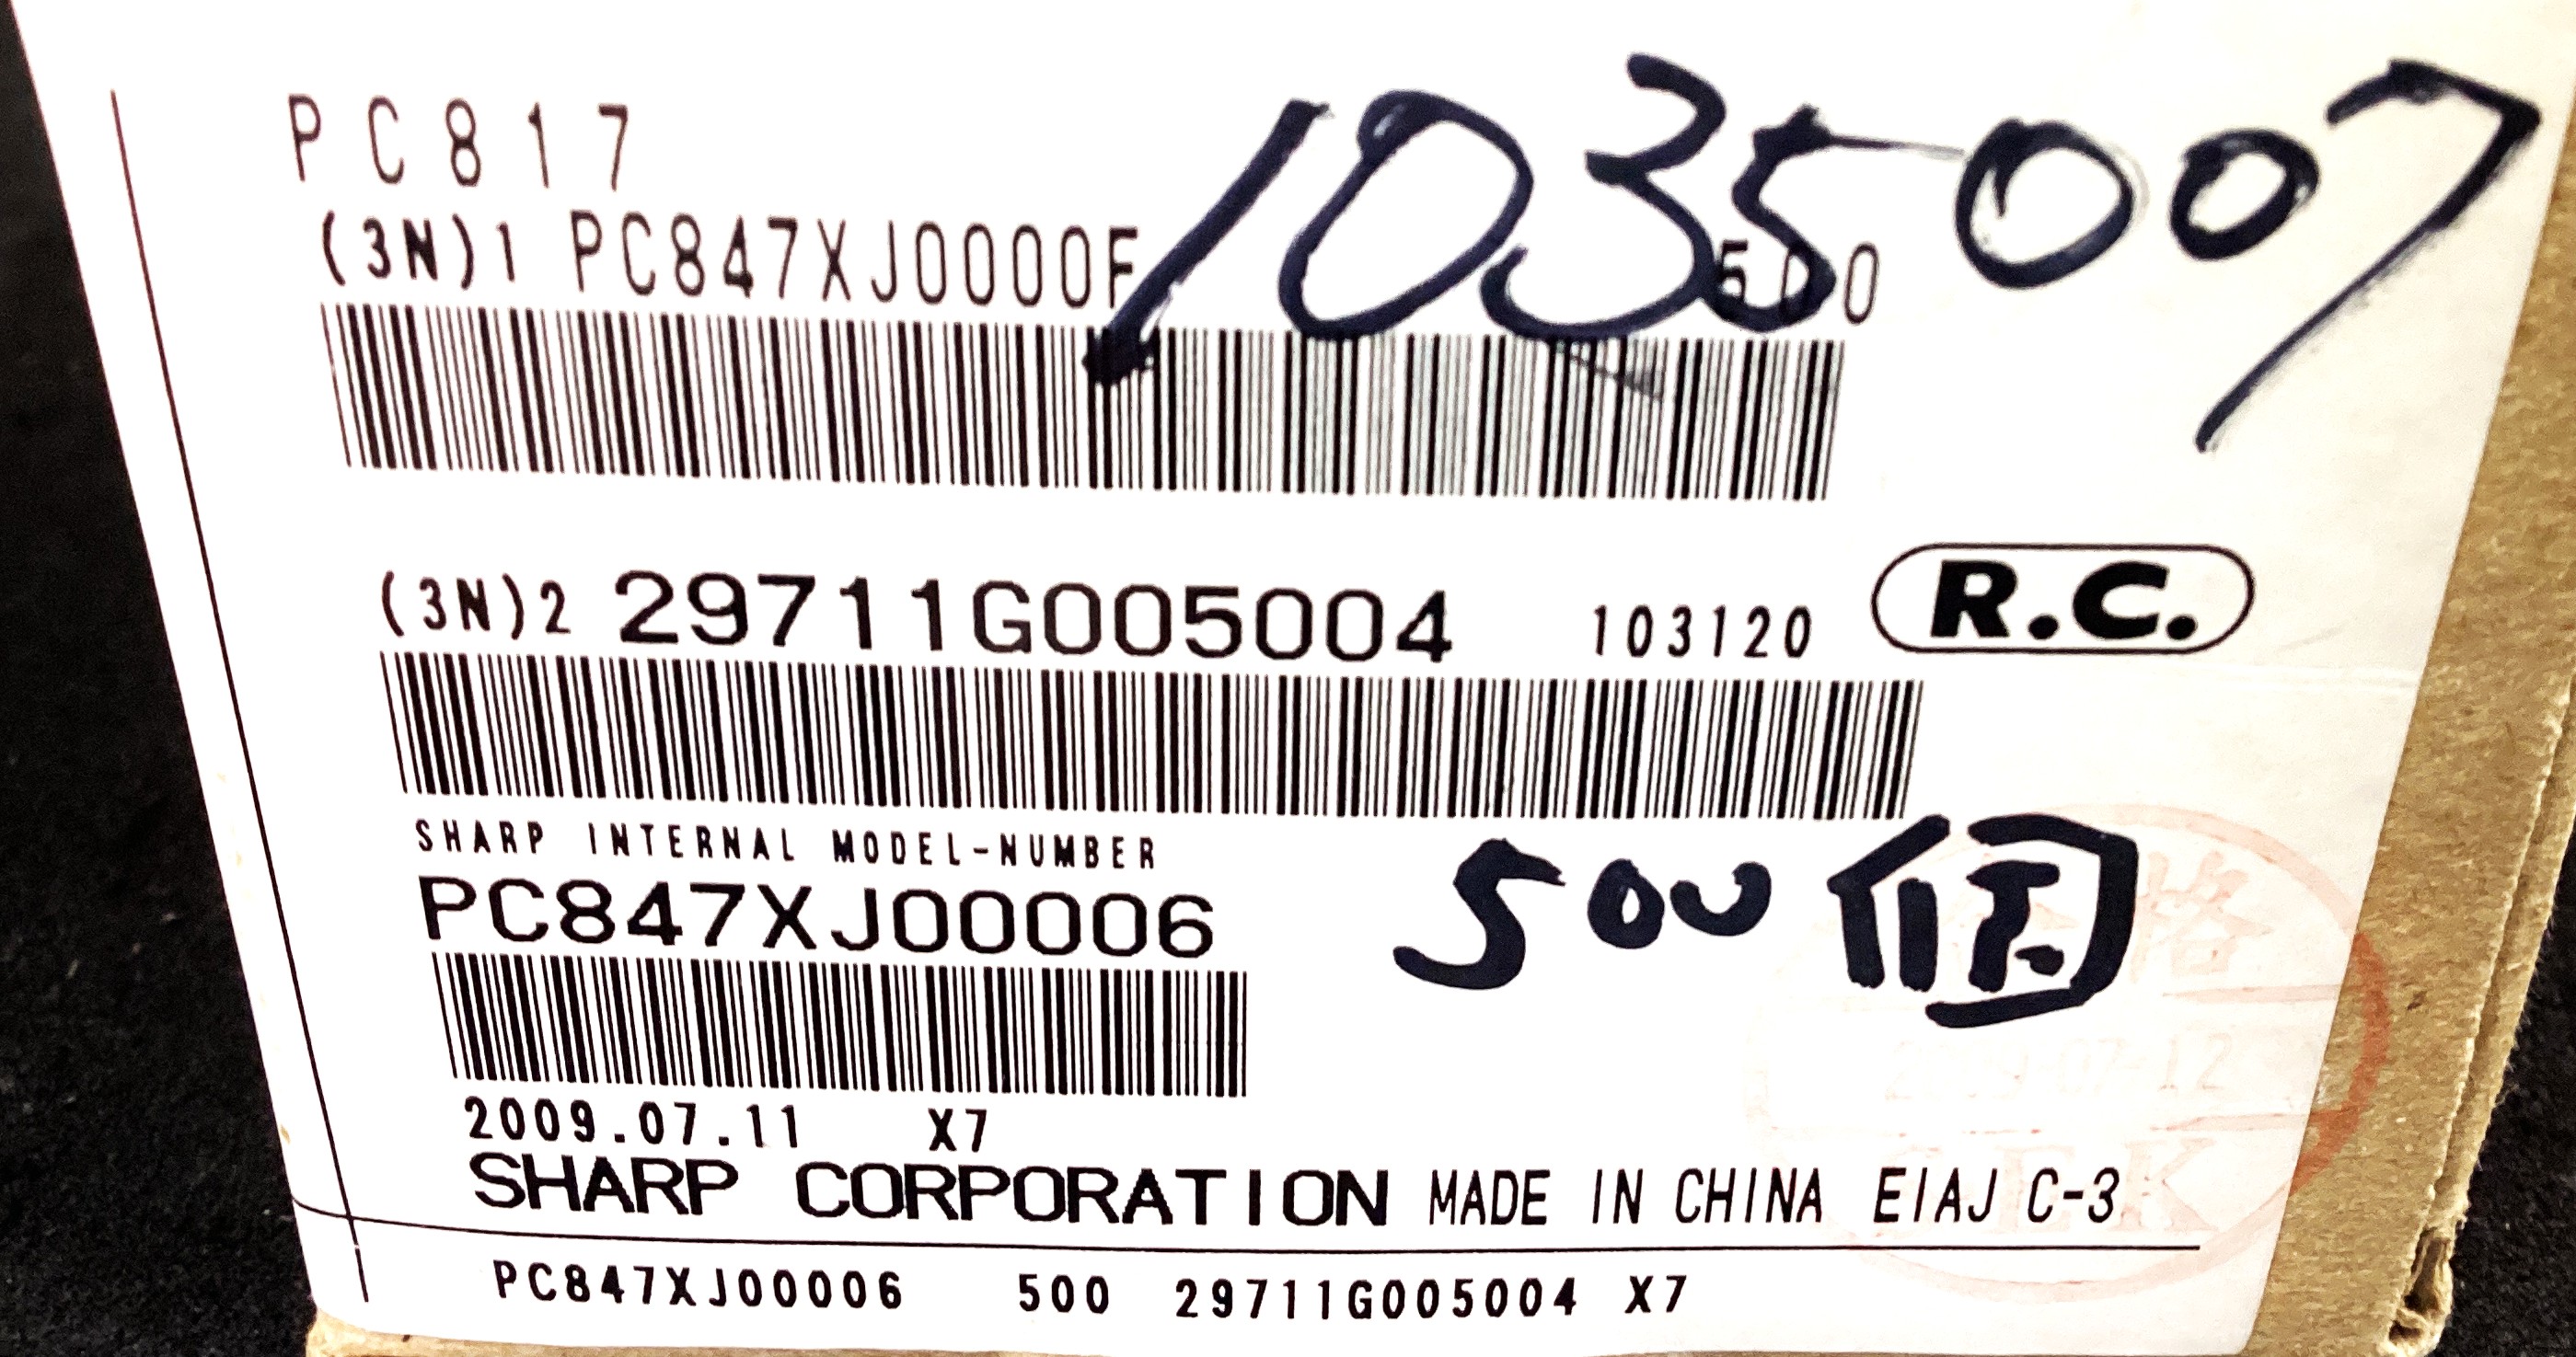 PC817
1035007
(3N)1 PC847XJ0000F 500
(3N)2 29711G005004 103120 R.C.
SHARP INTERNAL MODEL-NUMBER
PC847XJ00006
500個
2009.07.11 X7
SHARP CORPORATION MADE IN CHINA EIAJ C-3
PC847XJ00006 500 29711G005004 X7